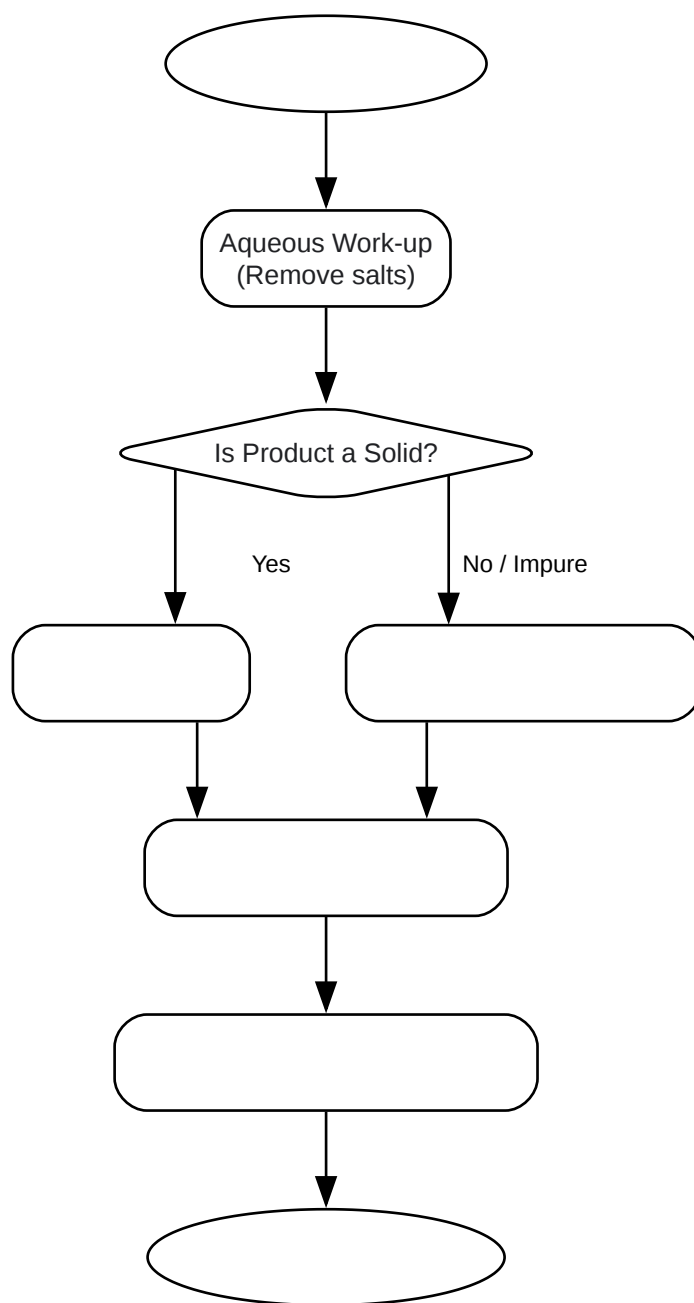 Aqueous Work-up
(Remove salts)
Is Product a Solid?
Yes
No / Impure